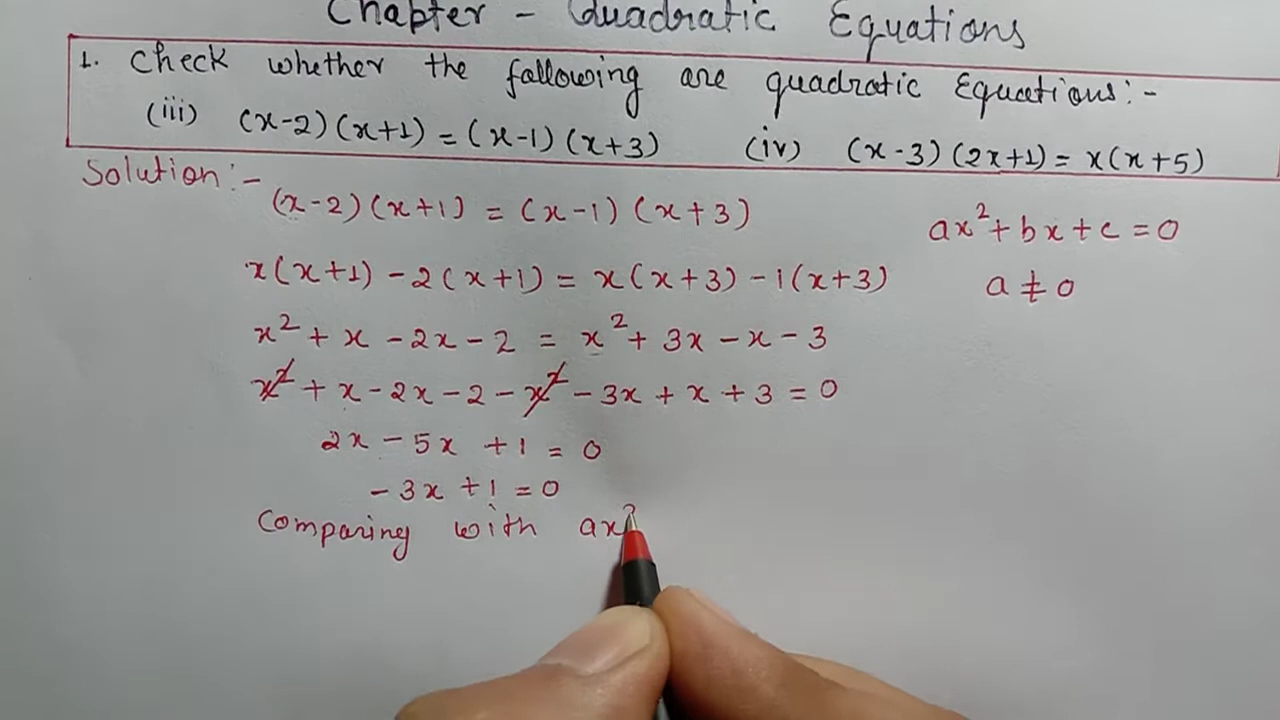 Chapter - Quadratic Equations
1. Check whether the following are quadratic Equations:-
(iii) (x-2)(x+1) = (x-1)(x+3) (iv) (x-3)(2x+1) = x(x+5)
Solution:-
(x-2)(x+1) = (x-1)(x+3)
ax²+bx+c=0
x(x+1) -2(x+1) = x(x+3) -1(x+3)
a≠0
x² + x - 2x - 2 = x² + 3x - x - 3
x² + x - 2x - 2 - x² - 3x + x + 3 = 0
2x - 5x + 1 = 0
-3x + 1 = 0
Comparing with ax²